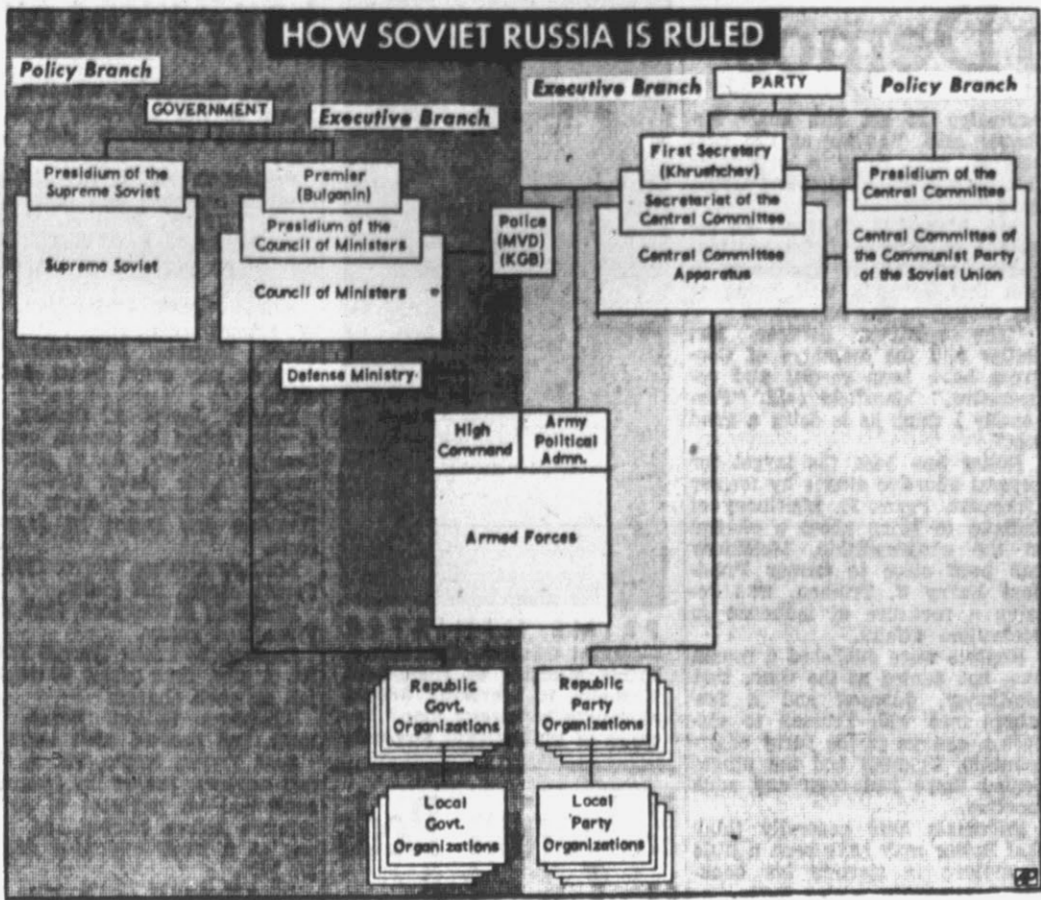 HOW SOVIET RUSSIA IS RULED
Policy Branch
GOVERNMENT
Executive Branch
Executive Branch
PARTY
Policy Branch
Presidium of the
Supreme Soviet
Supreme Soviet
Premier
(Bulganin)
Presidium of the
Council of Ministers
Council of Ministers
Defense Ministry
Police
(MVD)
(KGB)
First Secretary
(Khrushchev)
Secretariat of the
Central Committee
Central Committee
Apparatus
Presidium of the
Central Committee
Central Committee of
the Communist Party
of the Soviet Union
High
Command
Army
Political
Admn.
Armed Forces
Republic
Govt.
Organizations
Republic
Party
Organizations
Local
Govt.
Organizations
Local
Party
Organizations
AP